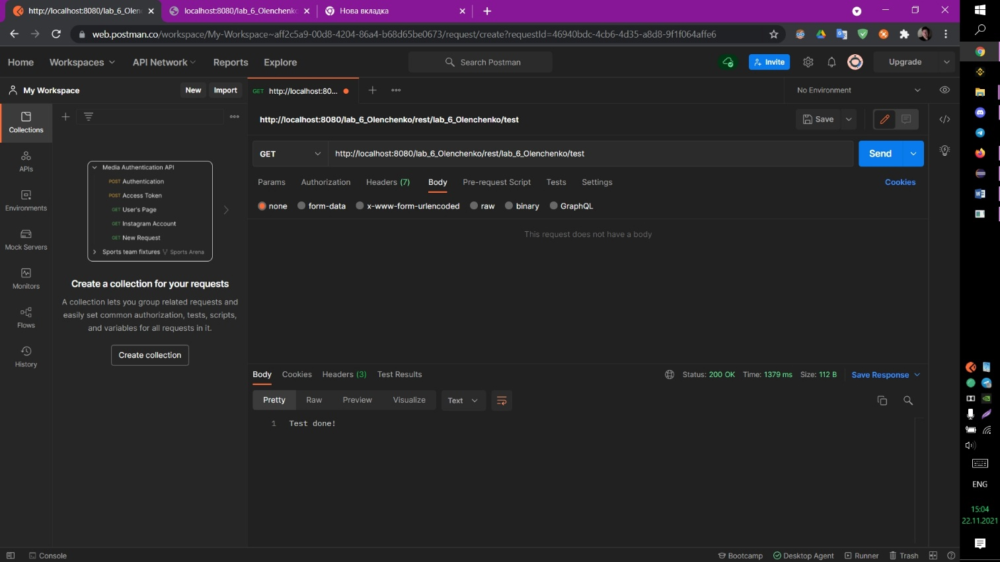 http://localhost:8080/lab_6_Olen
localhost:8080/lab_6_Olenchenko
Нова вкладка
web.postman.co/workspace/My-Workspace~aff2c5a9-00d8-4204-86a4-b68d65be0673/request/create?requestId=46940bdc-4cb6-4d35-a8d8-9f1f064affe6
Home Workspaces API Network Reports Explore
Search Postman
Invite
Upgrade
My Workspace
New
Import
GET http://localhost:80...
No Environment
Collections
APIs
Environments
Mock Servers
Monitors
Flows
History
Media Authentication API
POST Authentication
POST Access Token
GET User's Page
GET Instagram Account
GET New Request
Sports team fixtures Sports Arena
Create a collection for your requests
A collection lets you group related requests and
easily set common authorization, tests, scripts,
and variables for all requests in it.
Create collection
http://localhost:8080/lab_6_Olenchenko/rest/lab_6_Olenchenko/test
Save
GET
http://localhost:8080/lab_6_Olenchenko/rest/lab_6_Olenchenko/test
Send
Params Authorization Headers (7) Body Pre-request Script Tests Settings
Cookies
none form-data x-www-form-urlencoded raw binary GraphQL
This request does not have a body
Body Cookies Headers (3) Test Results
Status: 200 OK Time: 1379 ms Size: 112 B
Save Response
Pretty Raw Preview Visualize Text
1 Test done!
Console
Bootcamp Desktop Agent Runner Trash
ENG
15:04
22.11.2021